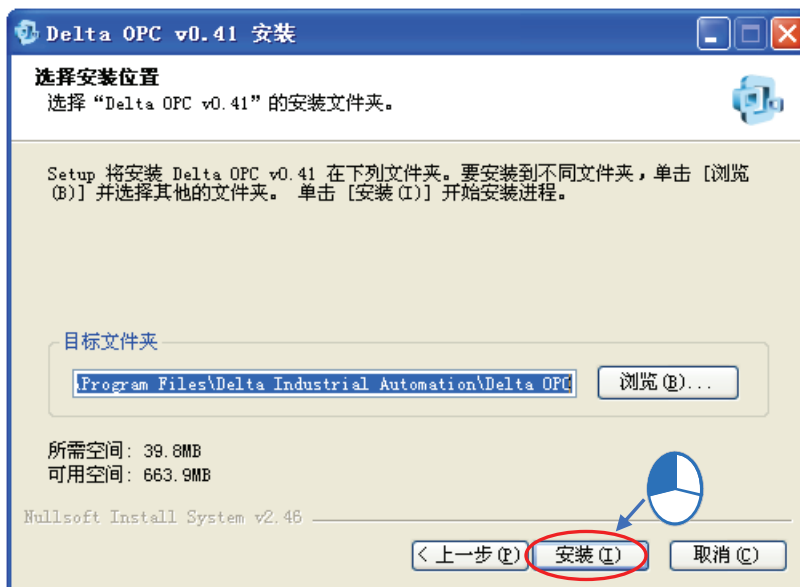 Delta OPC v0.41 安装
选择安装位置
选择“Delta OPC v0.41”的安装文件夹。
Setup 将安装 Delta OPC v0.41 在下列文件夹。要安装到不同文件夹，单击 [浏览
(B)] 并选择其他的文件夹。 单击 [安装(I)] 开始安装进程。
目标文件夹
\Program Files\Delta Industrial Automation\Delta OPC
浏览(B)...
所需空间: 39.8MB
可用空间: 663.9MB
Nullsoft Install System v2.46
< 上一步(P)
安装(I)
取消(C)